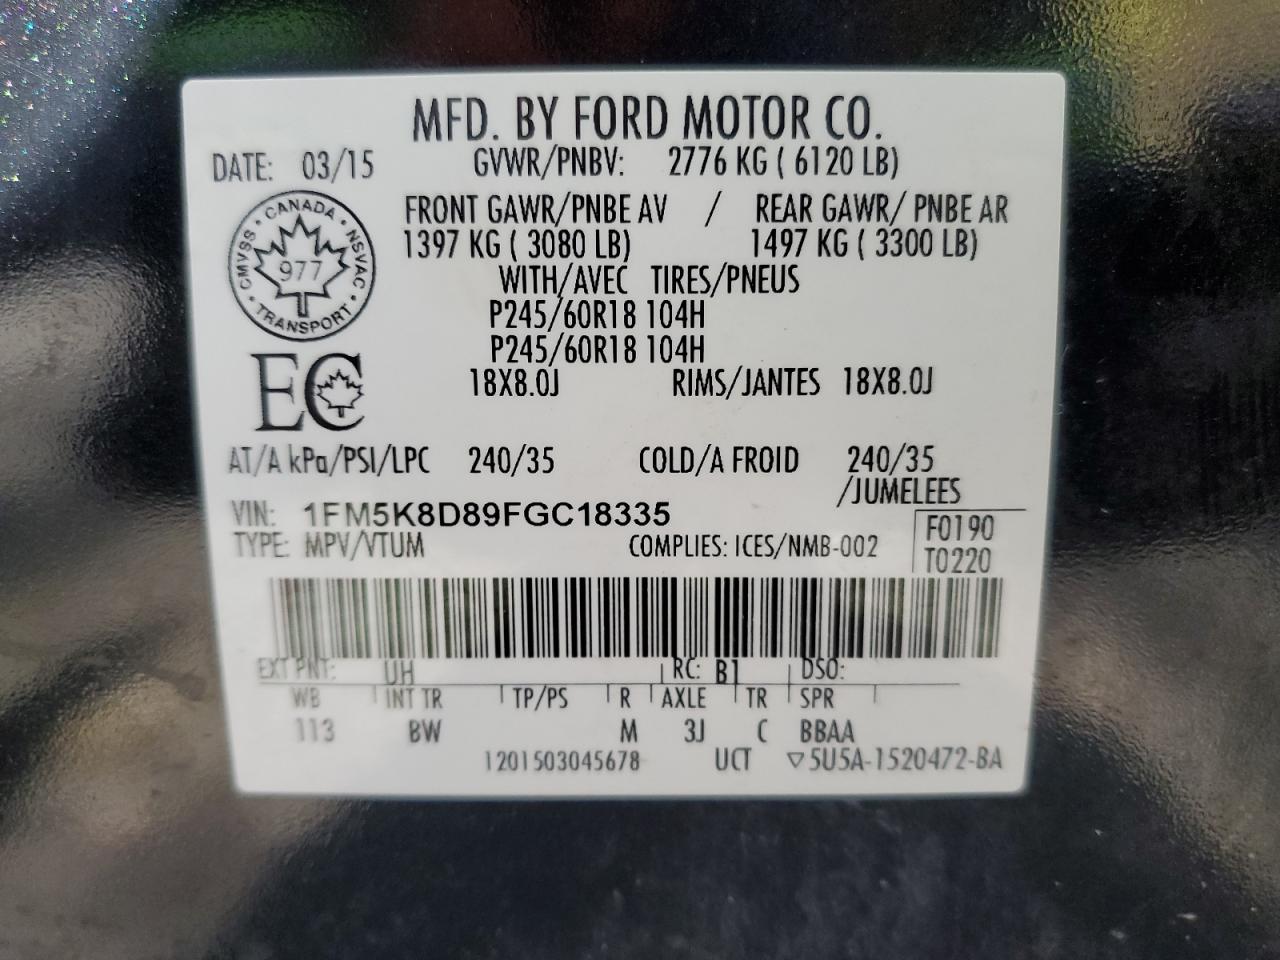 MFD. BY FORD MOTOR CO.
DATE: 03/15 GVWR/PNBV: 2776 KG ( 6120 LB)
FRONT GAWR/PNBE AV / REAR GAWR/ PNBE AR
1397 KG ( 3080 LB) 1497 KG ( 3300 LB)
WITH/AVEC TIRES/PNEUS
P245/60R18 104H
P245/60R18 104H
18X8.0J RIMS/JANTES 18X8.0J
CANADA · NSVAC · TRANSPORT · CMVSS ·
977
EC
AT/A kPa/PSI/LPC 240/35 COLD/A FROID 240/35
/JUMELEES
VIN: 1FM5K8D89FGC18335
TYPE: MPV/VTUM COMPLIES: ICES/NMB-002
F0190
T0220
EXT PNT: UH RC: B1 DSO:
WB INT TR TP/PS R AXLE TR SPR
113 BW M 3J C BBAA
1201503045678 UCT ▽5U5A-1520472-BA